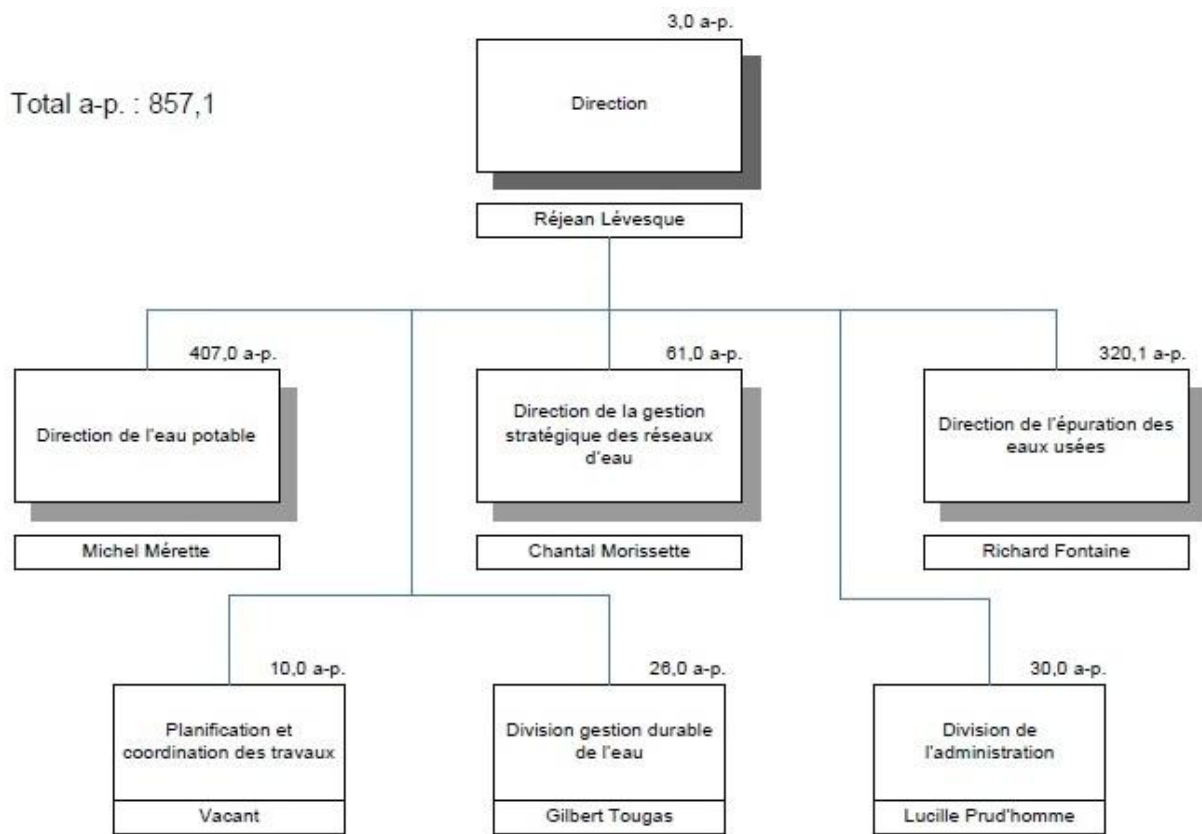 3,0 a-p.
Total a-p. : 857,1
Direction
Réjean Lévesque
407,0 a-p.
61,0 a-p.
320,1 a-p.
Direction de l'eau potable
Direction de la gestion
stratégique des réseaux
d'eau
Direction de l'épuration des
eaux usées
Michel Mérette
Chantal Morissette
Richard Fontaine
10,0 a-p.
26,0 a-p.
30,0 a-p.
Planification et
coordination des travaux
Division gestion durable
de l'eau
Division de
l'administration
Vacant
Gilbert Tougas
Lucille Prud'homme